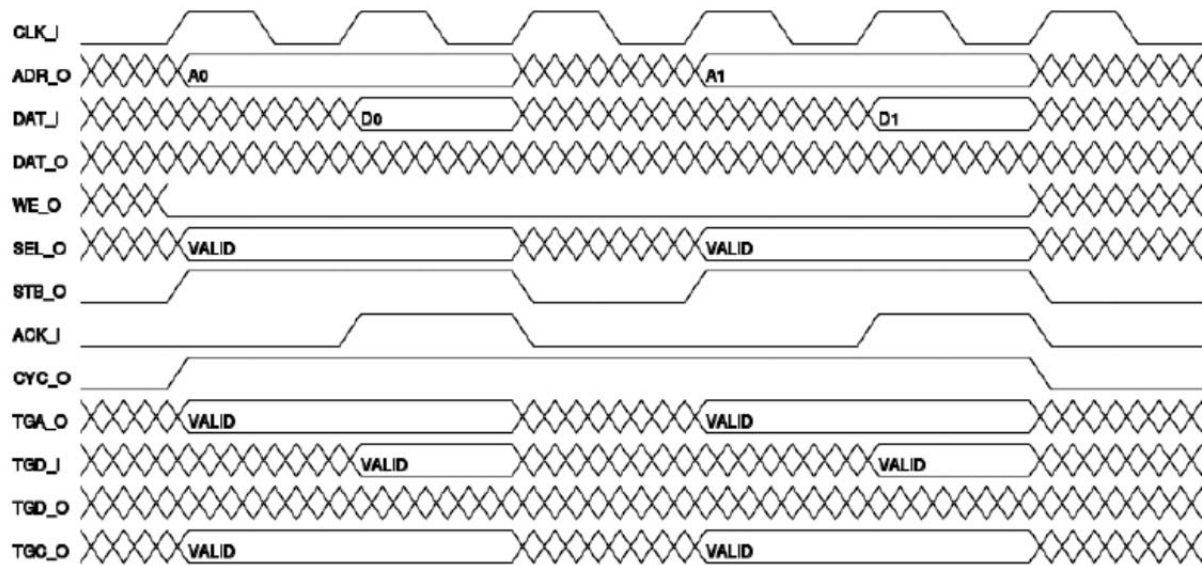 CLK_I
ADR_O A0 A1
DAT_I D0 D1
DAT_O
WE_O
SEL_O VALID VALID
STB_O
ACK_I
CYC_O
TGA_O VALID VALID
TGD_I VALID VALID
TGD_O
TGC_O VALID VALID